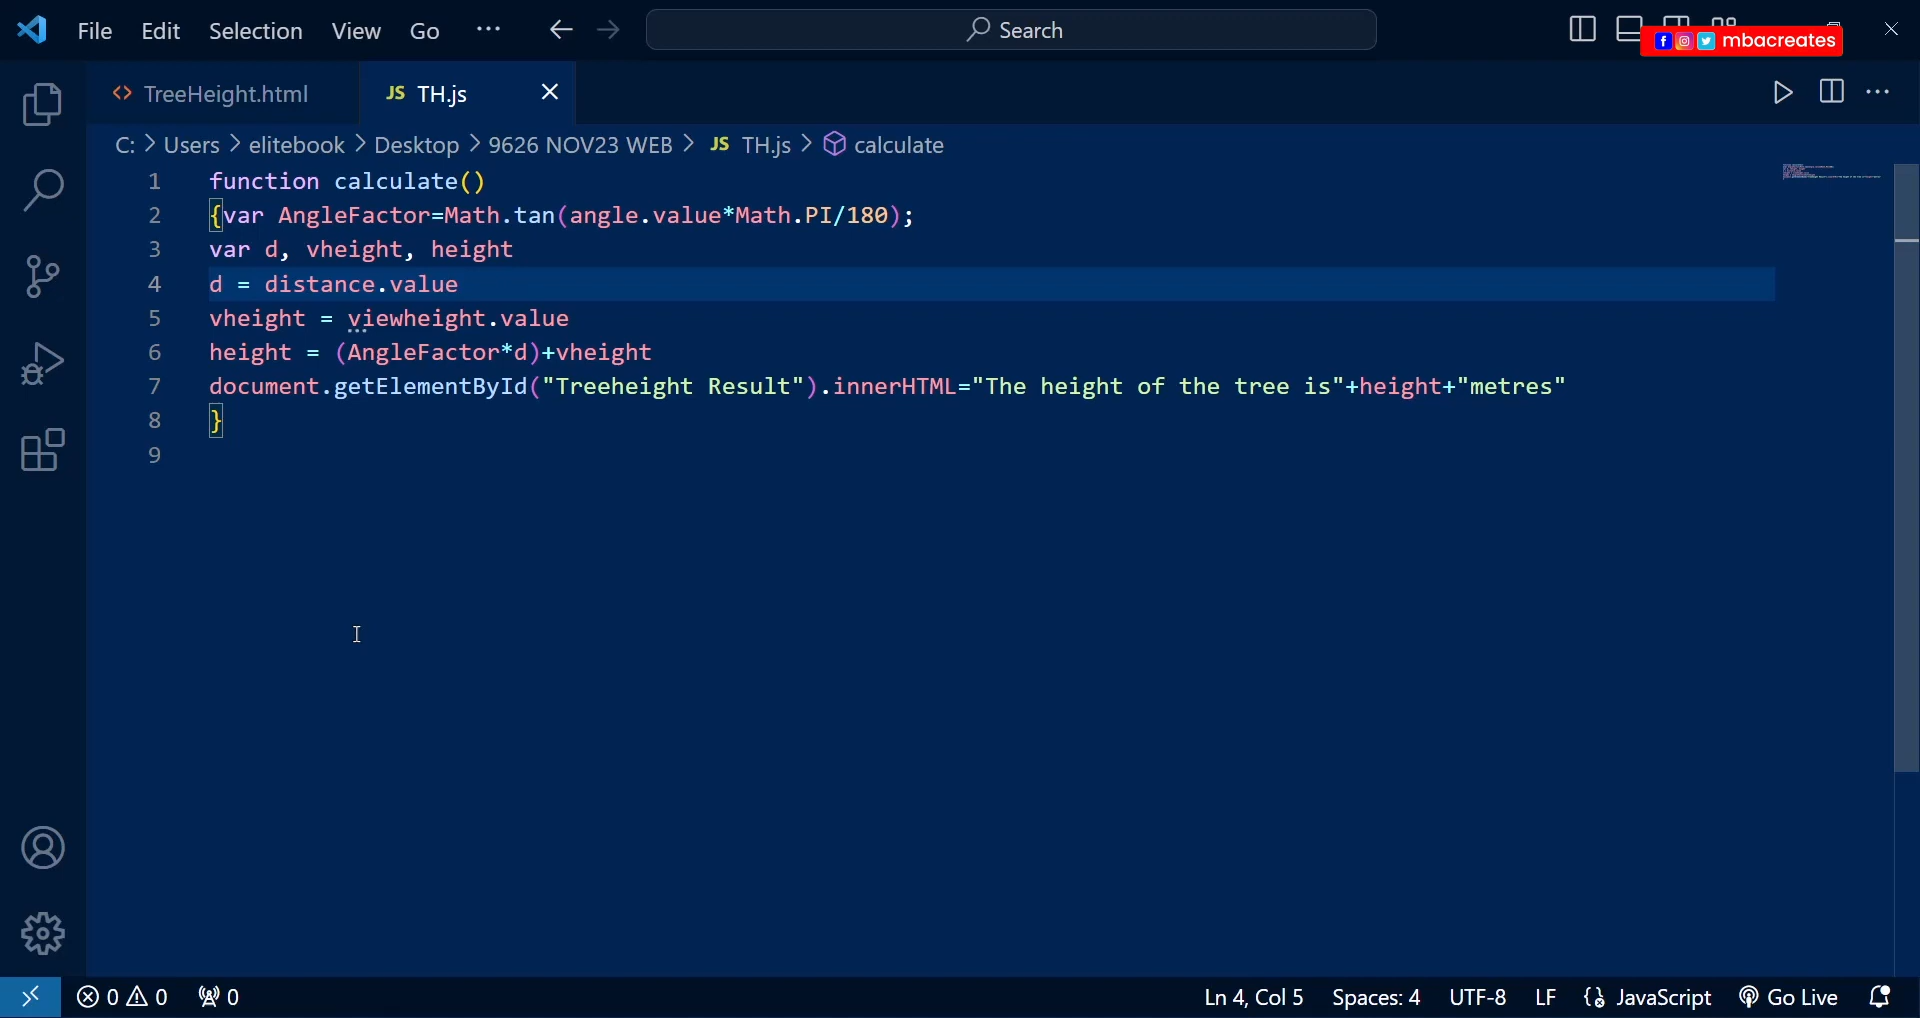 File Edit Selection View Go ··· Search
mbacreates
TreeHeight.html JS TH.js
C: > Users > elitebook > Desktop > 9626 NOV23 WEB > JS TH.js > calculate
1 function calculate()
2 {var AngleFactor=Math.tan(angle.value*Math.PI/180);
3 var d, vheight, height
4 d = distance.value
5 vheight = viewheight.value
6 height = (AngleFactor*d)+vheight
7 document.getElementById("Treeheight Result").innerHTML="The height of the tree is"+height+"metres"
8 }
9
0 0 0 Ln 4, Col 5 Spaces: 4 UTF-8 LF JavaScript Go Live